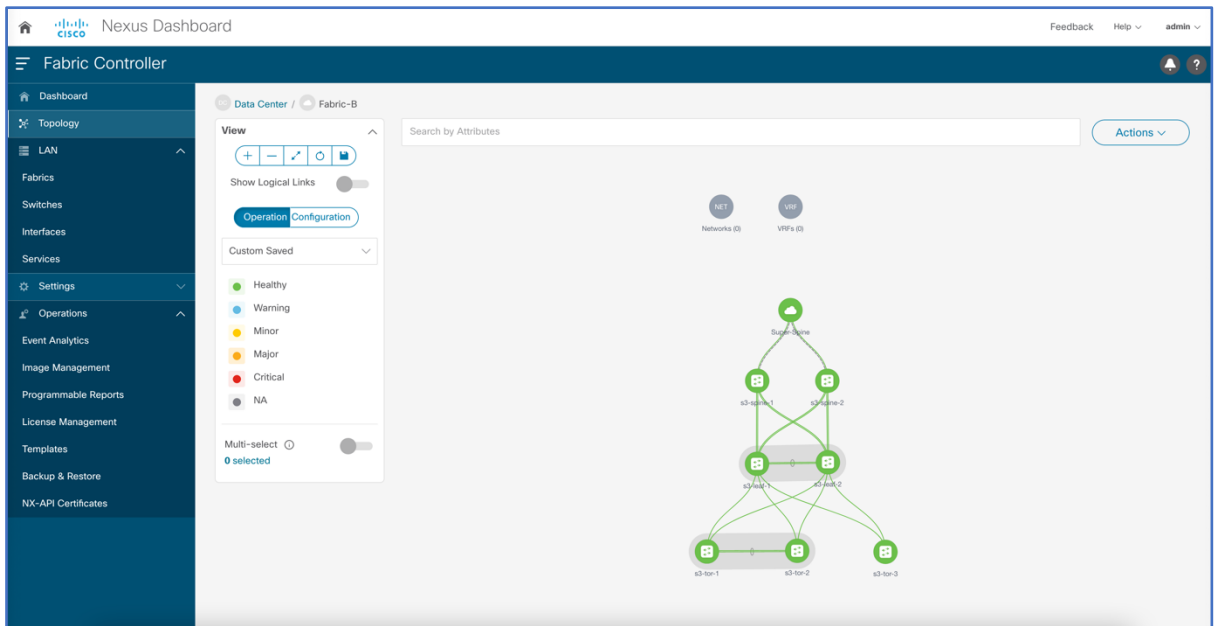 CISCO Nexus Dashboard
Feedback Help admin
Fabric Controller
?
Dashboard
Topology
LAN
Fabrics
Switches
Interfaces
Services
Settings
Operations
Event Analytics
Image Management
Programmable Reports
License Management
Templates
Backup & Restore
NX-API Certificates
Data Center / Fabric-B
View
Show Logical Links
Operation Configuration
Custom Saved
Healthy
Warning
Minor
Major
Critical
NA
Multi-select
0 selected
Search by Attributes
Actions
NET VRF
Networks (0) VRFs (0)
Super-Spine
s3-spine-1 s3-spine-2
s3-leaf-1 s3-leaf-2
s3-tor-1 s3-tor-2 s3-tor-3